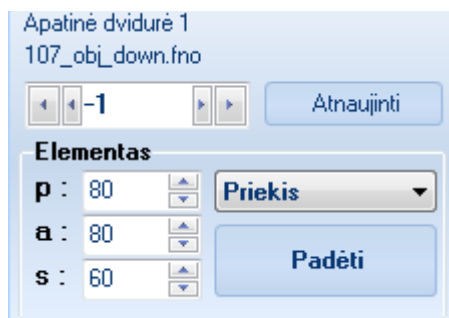 Apatinė dvidurė 1
107_obj_down.fno
-1 Atnaujinti
Elementas
p : 80 Priekis
a : 80
Padėti
s : 60